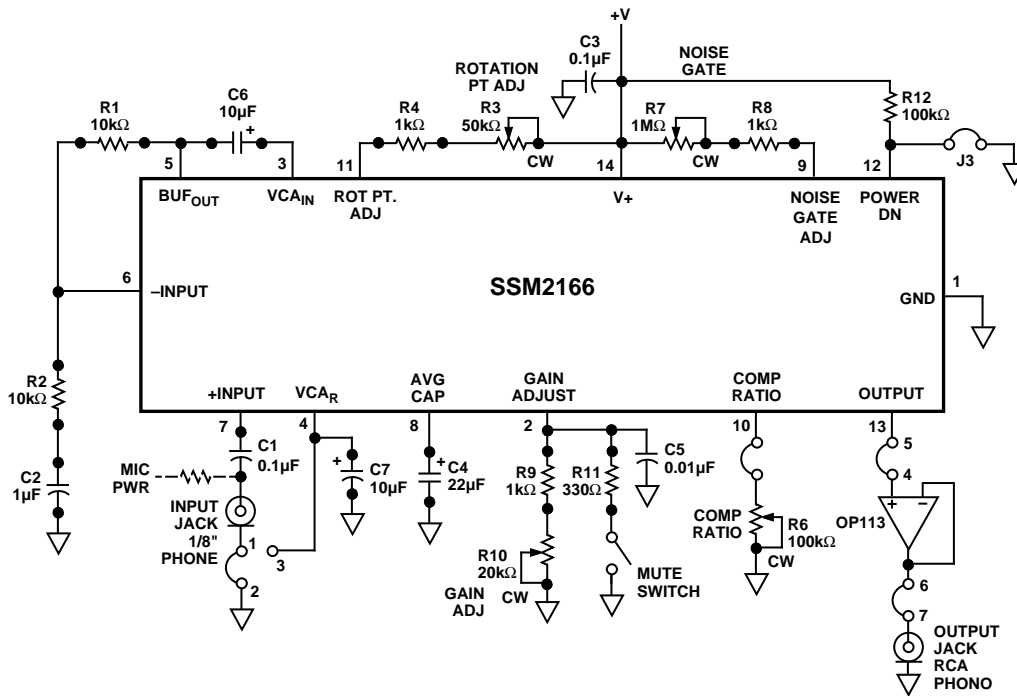 +V
C3
0.1µF
NOISE
GATE
ROTATION
PT ADJ
R1
10kΩ
C6
10µF
+
R4
1kΩ
R3
50kΩ
CW
R7
1MΩ
CW
R8
1kΩ
R12
100kΩ
J3
5
3
11
14
9
12
BUFOUT
VCAIN
ROT PT.
ADJ
V+
NOISE
GATE
ADJ
POWER
DN
6
–INPUT
SSM2166
1
GND
R2
10kΩ
C2
1µF
+INPUT
VCAR
AVG
CAP
GAIN
ADJUST
COMP
RATIO
OUTPUT
7
4
8
2
10
13
C1
0.1µF
MIC
PWR
INPUT
JACK
1/8"
PHONE
1
3
2
+
C7
10µF
+
C4
22µF
R9
1kΩ
R11
330Ω
C5
0.01µF
R10
20kΩ
GAIN
ADJ
CW
MUTE
SWITCH
COMP
RATIO
R6
100kΩ
CW
5
4
+
–
OP113
6
7
OUTPUT
JACK
RCA
PHONO